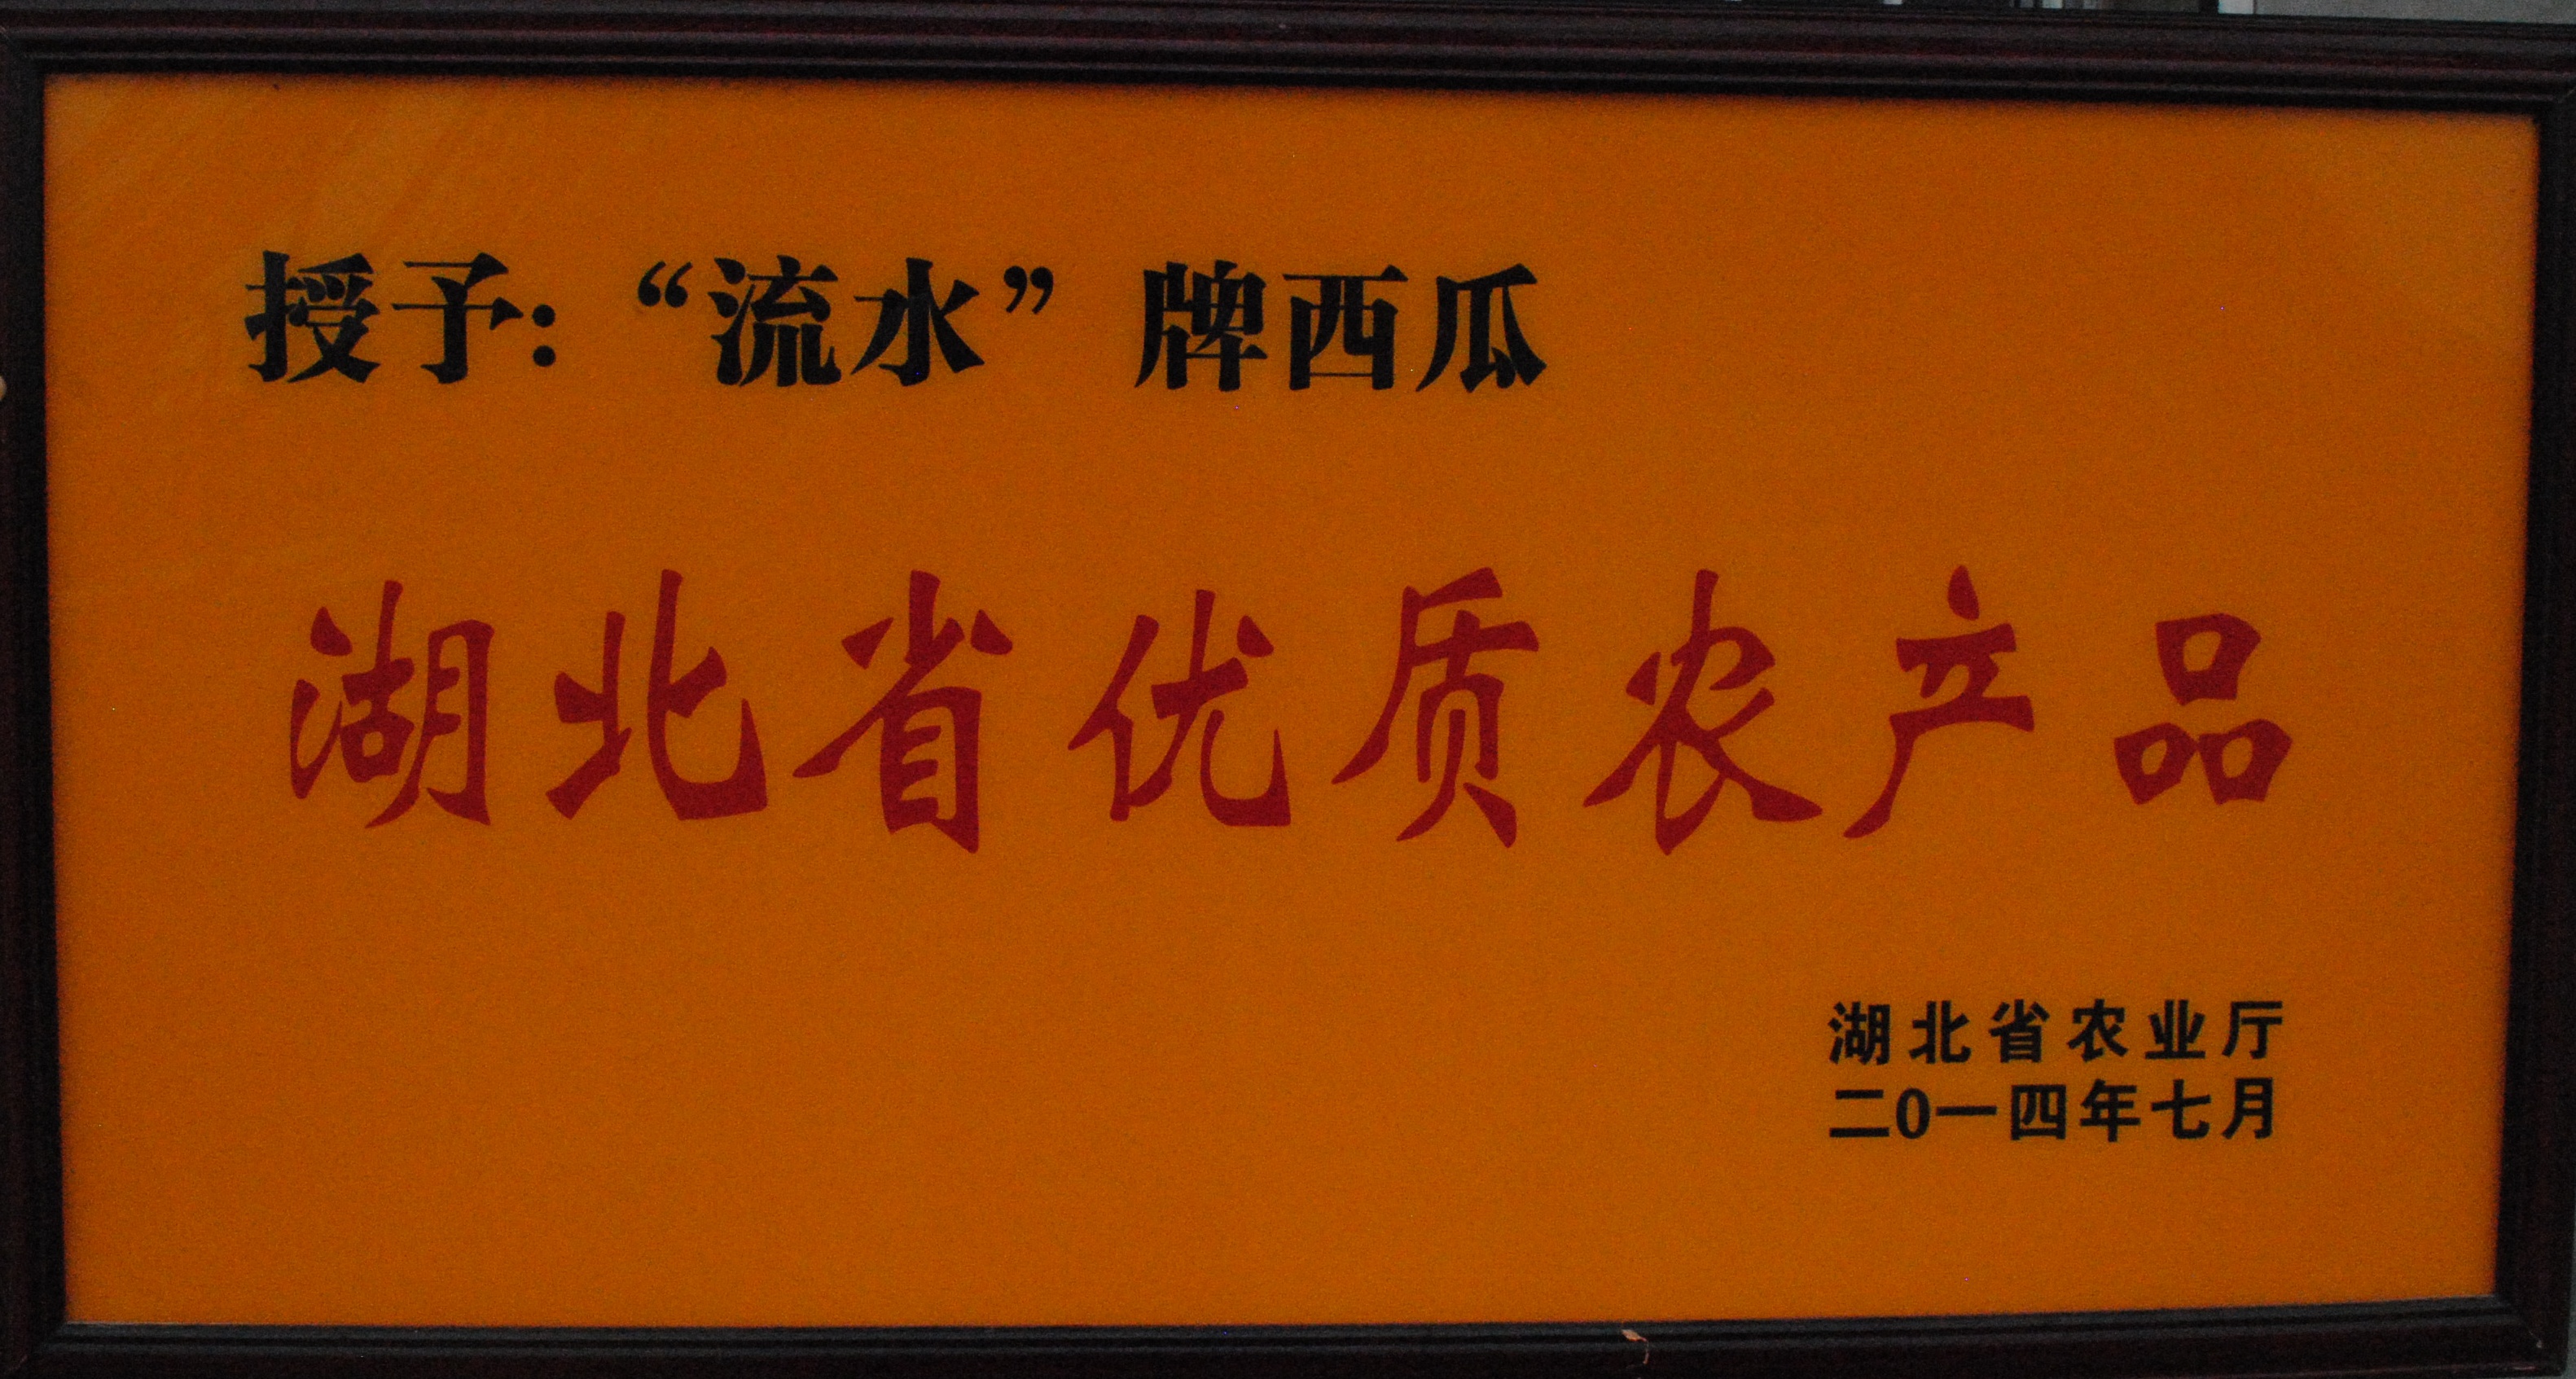 授予：“流水”牌西瓜
湖北省优质农产品
湖北省农业厅
二0一四年七月